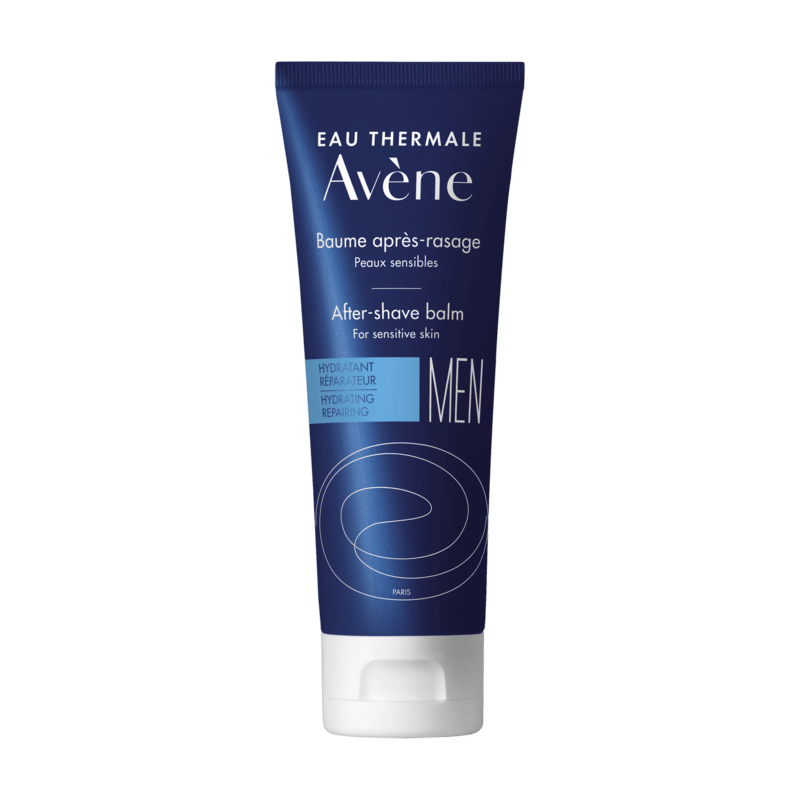 EAU THERMALE
Avène
Baume après-rasage
Peaux sensibles
After-shave balm
For sensitive skin
HYDRATANT
RÉPARATEUR
HYDRATING
REPAIRING
MEN
PARIS